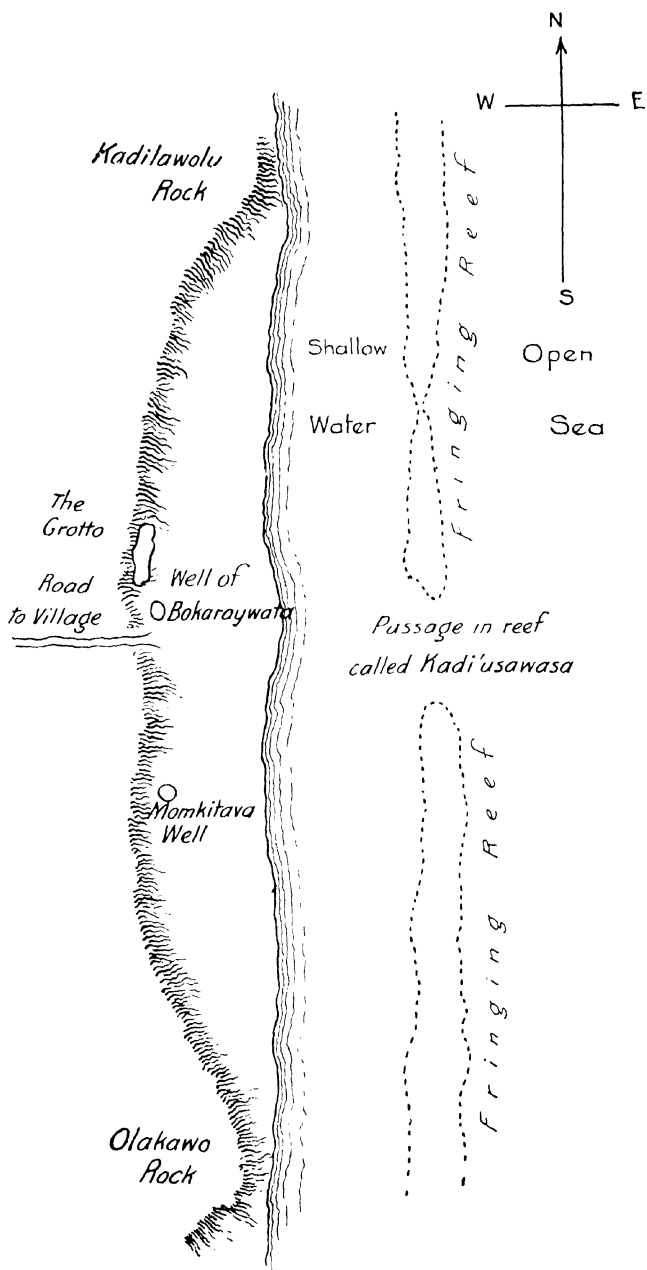 N
W E
S
Kadilawolu
Rock
Fringing Reef
Shallow
Water
Open
Sea
The
Grotto
Road
to Village
Well of
Bokaraywata
Passage in reef
called Kadi'usawasa
Momkitava
Well
Fringing Reef
Olakawo
Rock